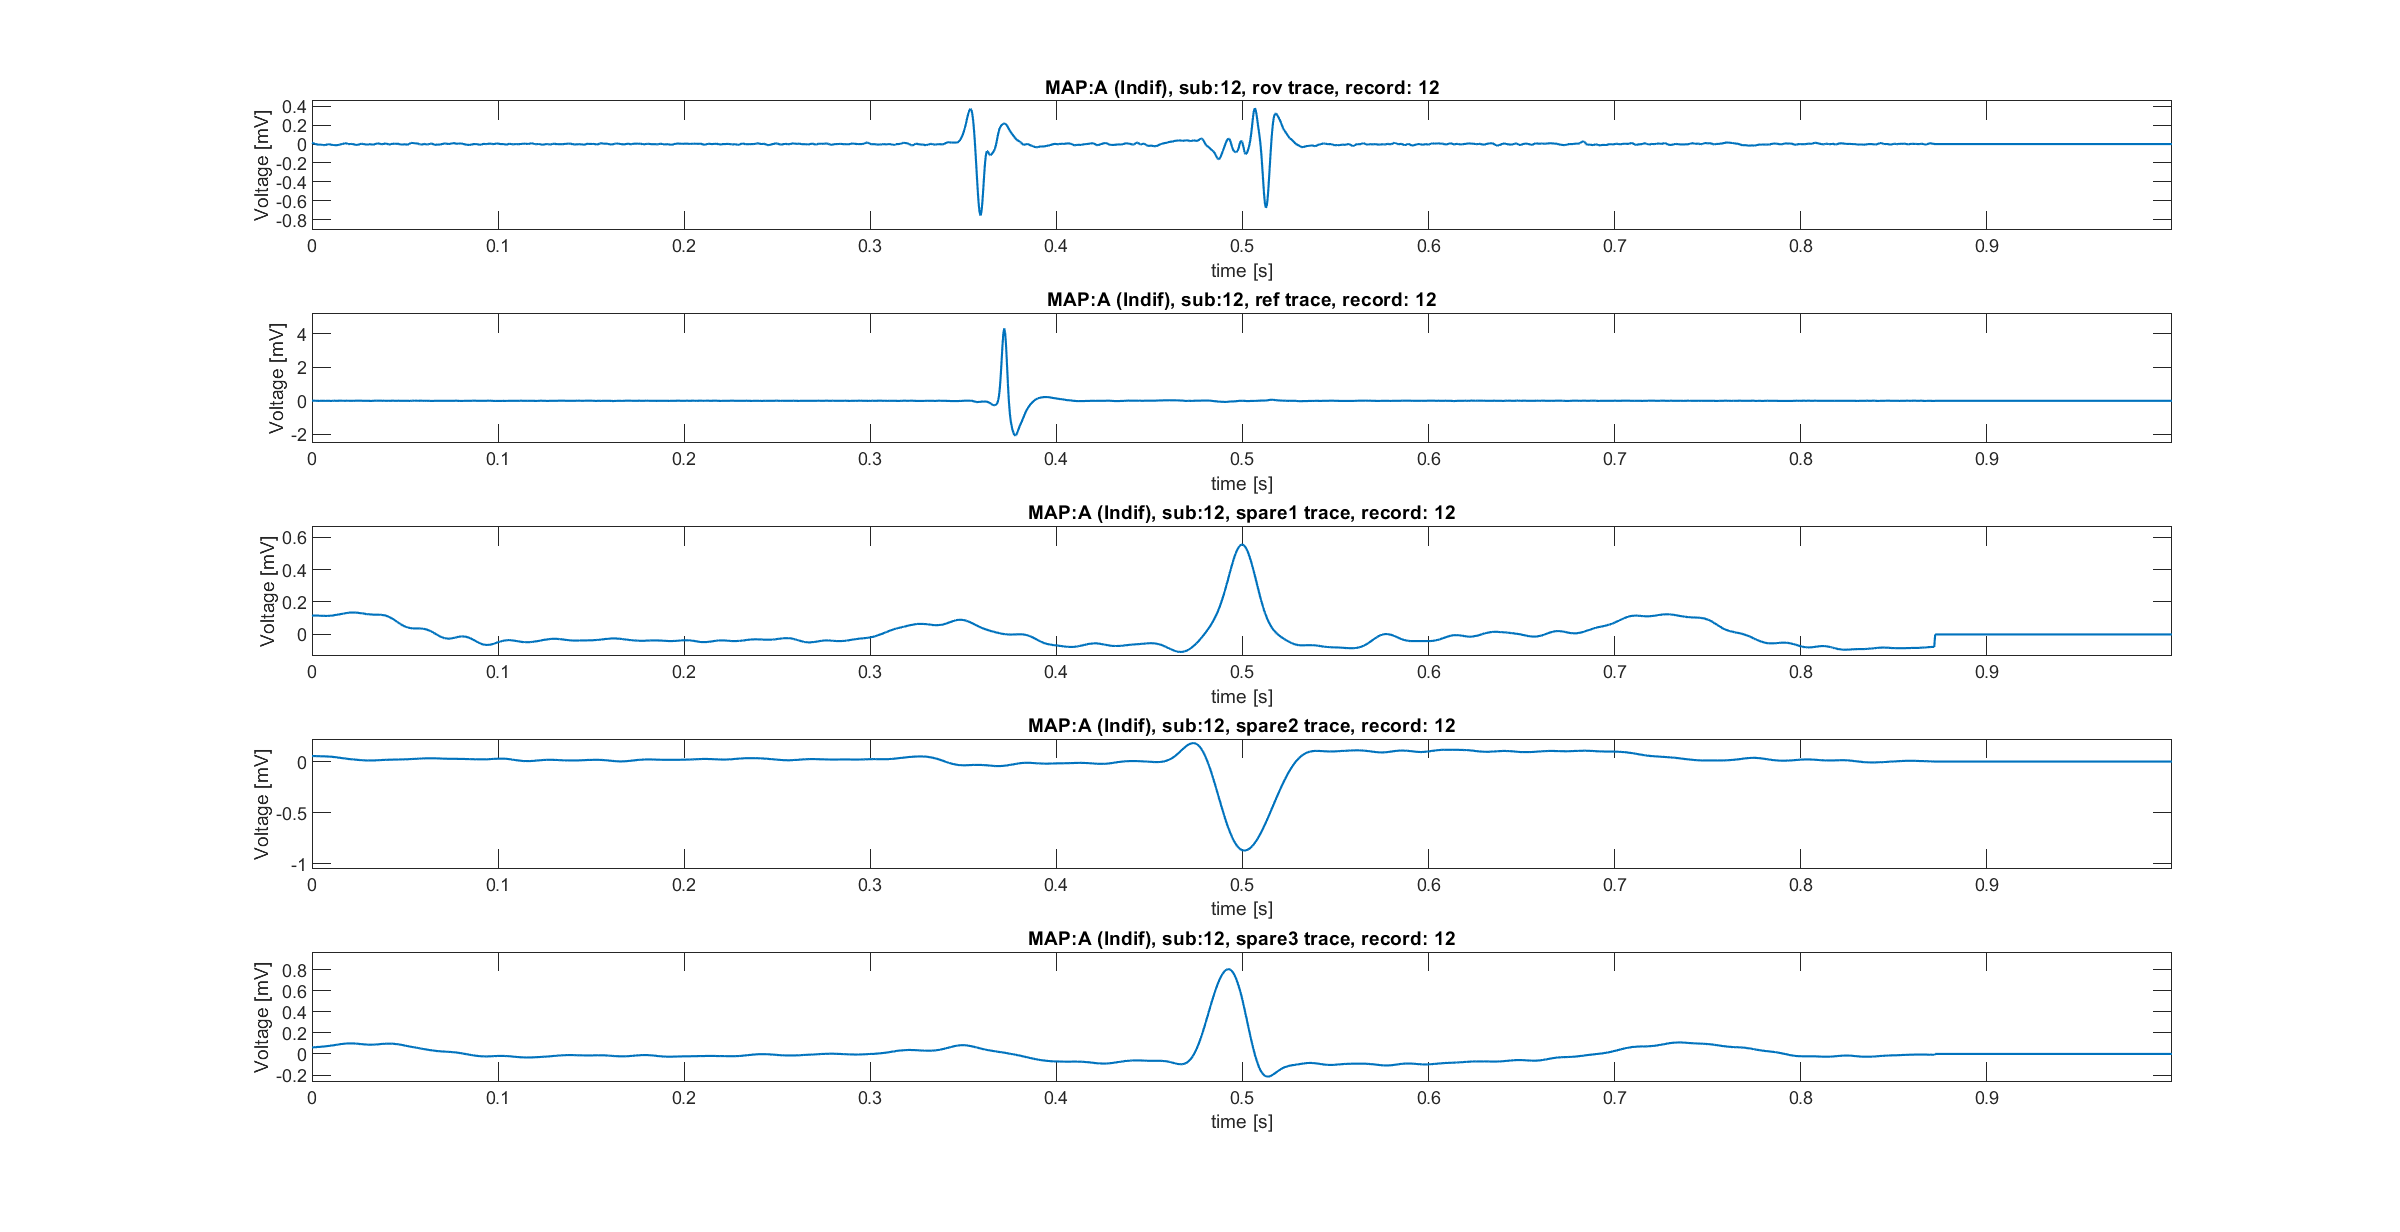 MAP:A (Indif), sub:12, rov trace, record: 12
Voltage [mV]
0.4
0.2
0
-0.2
-0.4
-0.6
-0.8
0 0.1 0.2 0.3 0.4 0.5 0.6 0.7 0.8 0.9
time [s]
MAP:A (Indif), sub:12, ref trace, record: 12
Voltage [mV]
4
2
0
-2
0 0.1 0.2 0.3 0.4 0.5 0.6 0.7 0.8 0.9
time [s]
MAP:A (Indif), sub:12, spare1 trace, record: 12
Voltage [mV]
0.6
0.4
0.2
0
0 0.1 0.2 0.3 0.4 0.5 0.6 0.7 0.8 0.9
time [s]
MAP:A (Indif), sub:12, spare2 trace, record: 12
Voltage [mV]
0
-0.5
-1
0 0.1 0.2 0.3 0.4 0.5 0.6 0.7 0.8 0.9
time [s]
MAP:A (Indif), sub:12, spare3 trace, record: 12
Voltage [mV]
0.8
0.6
0.4
0.2
0
-0.2
0 0.1 0.2 0.3 0.4 0.5 0.6 0.7 0.8 0.9
time [s]